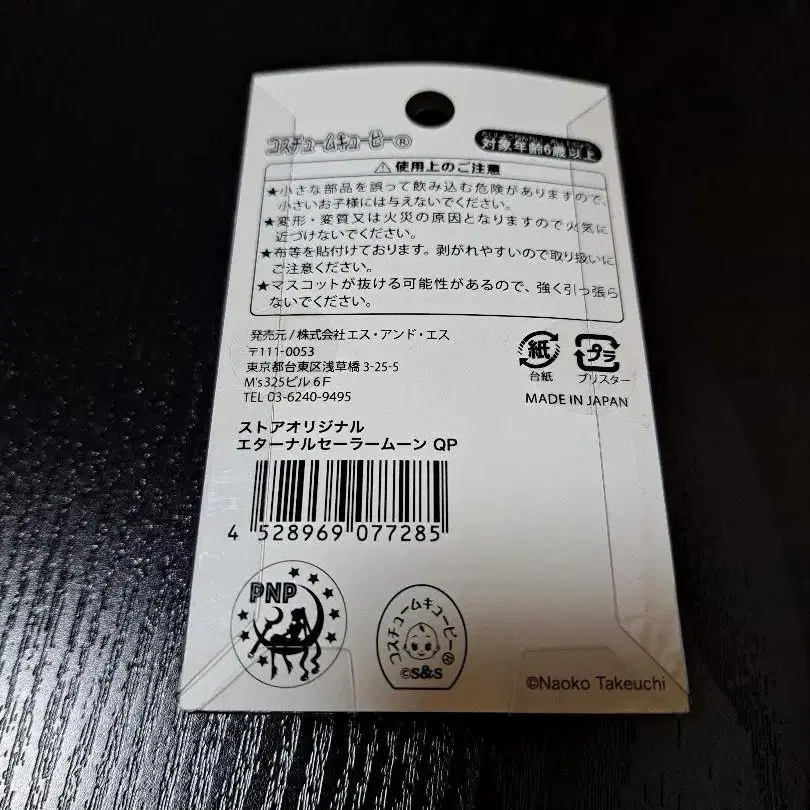 コスチュームキューピー®
対象年齢6歳以上
⚠使用上のご注意
★小さな部品を誤って飲み込む危険がありますので、
小さいお子様には与えないでください。
★変形・変質又は火災の原因となりますので火気に
近づけないでください。
★布等を貼付けております。剥がれやすいので取り扱いに
ご注意ください。
★マスコットが抜ける可能性があるので、強く引っ張ら
ないでください。
発売元/株式会社エス・アンド・エス
〒111-0053
東京都台東区浅草橋3-25-5
M's325ビル 6F
TEL 03-6240-9495
紙
台紙
プラ
ブリスター
MADE IN JAPAN
ストアオリジナル
エターナルセーラームーン QP
4 528969 077285
PNP
コスチュームキューピー®
©S&S
©Naoko Takeuchi